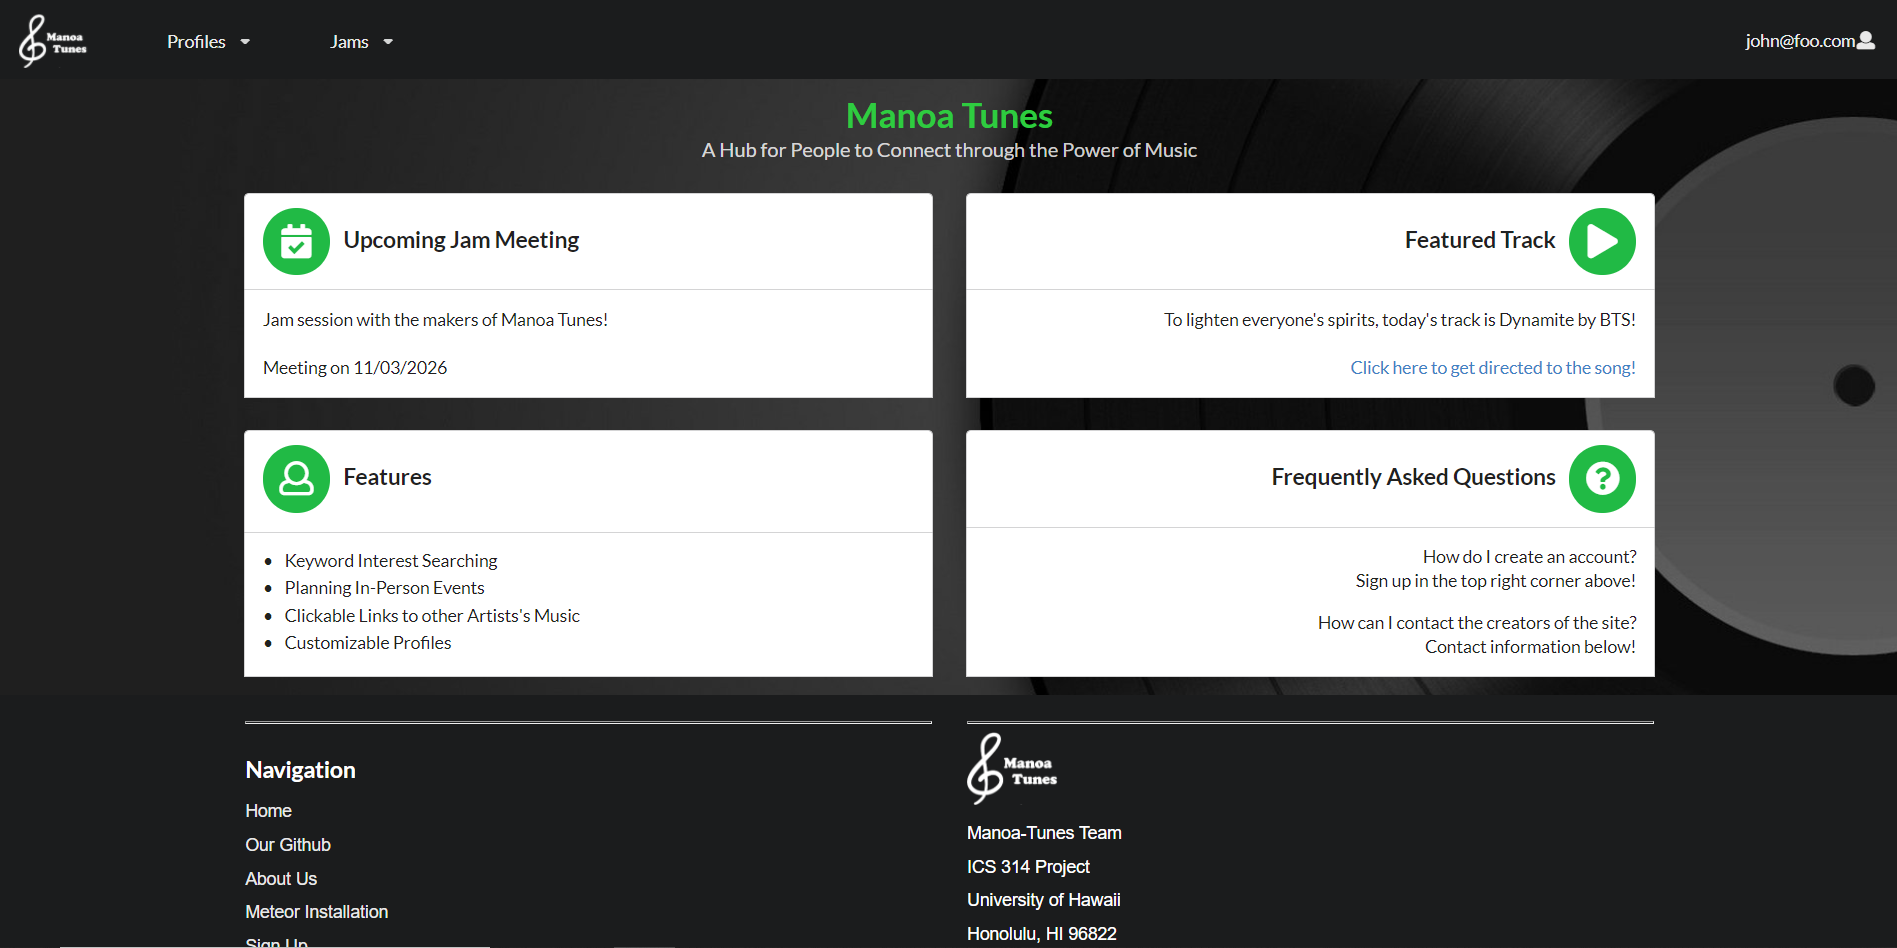 Manoa
Tunes
Profiles
Jams
john@foo.com
Manoa Tunes
A Hub for People to Connect through the Power of Music
Upcoming Jam Meeting
Jam session with the makers of Manoa Tunes!
Meeting on 11/03/2026
Featured Track
To lighten everyone's spirits, today's track is Dynamite by BTS!
Click here to get directed to the song!
Features
Keyword Interest Searching
Planning In-Person Events
Clickable Links to other Artists's Music
Customizable Profiles
Frequently Asked Questions
How do I create an account?
Sign up in the top right corner above!
How can I contact the creators of the site?
Contact information below!
Navigation
Home
Our Github
About Us
Meteor Installation
Sign Up
Manoa
Tunes
Manoa-Tunes Team
ICS 314 Project
University of Hawaii
Honolulu, HI 96822